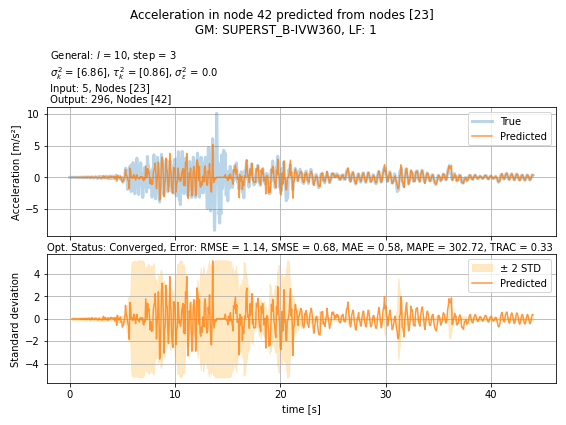 Acceleration in node 42 predicted from nodes [23]
GM: SUPERST_B-IVW360, LF: 1
General: l = 10, step = 3
σ²ₖ = [6.86], τ²ₖ = [0.86], σ²ε = 0.0
Input: 5, Nodes [23]
Output: 296, Nodes [42]
10
5
0
−5
Acceleration [m/s²]
True
Predicted
Opt. Status: Converged, Error: RMSE = 1.14, SMSE = 0.68, MAE = 0.58, MAPE = 302.72, TRAC = 0.33
4
2
0
−2
−4
Standard deviation
± 2 STD
Predicted
0 10 20 30 40
time [s]